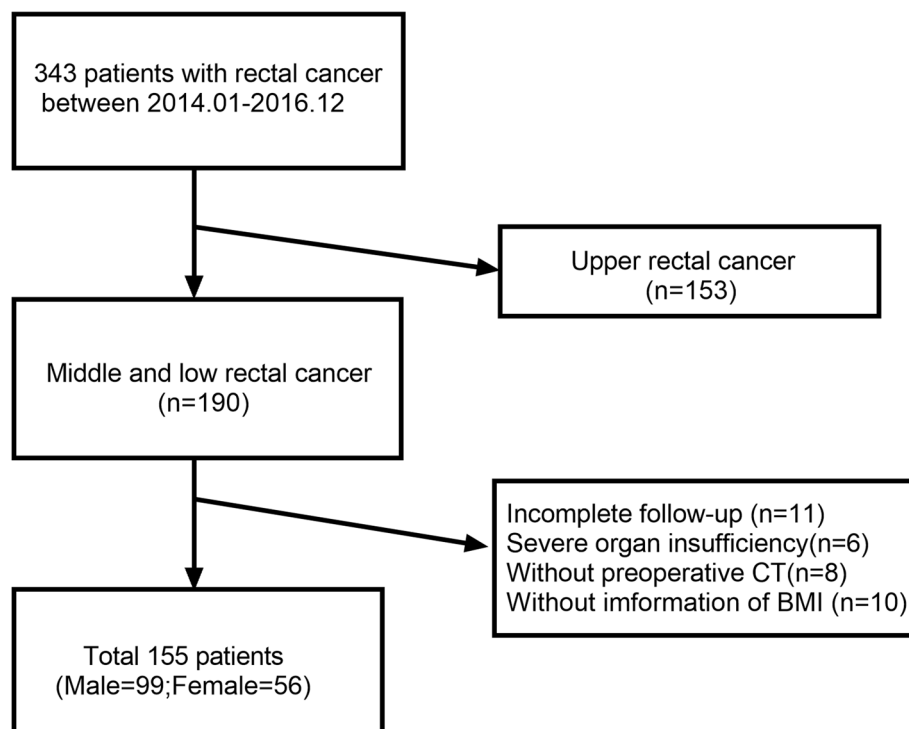 343 patients with rectal cancer
between 2014.01-2016.12
Upper rectal cancer
(n=153)
Middle and low rectal cancer
(n=190)
Incomplete follow-up (n=11)
Severe organ insufficiency(n=6)
Without preoperative CT(n=8)
Without imformation of BMI (n=10)
Total 155 patients
(Male=99;Female=56)